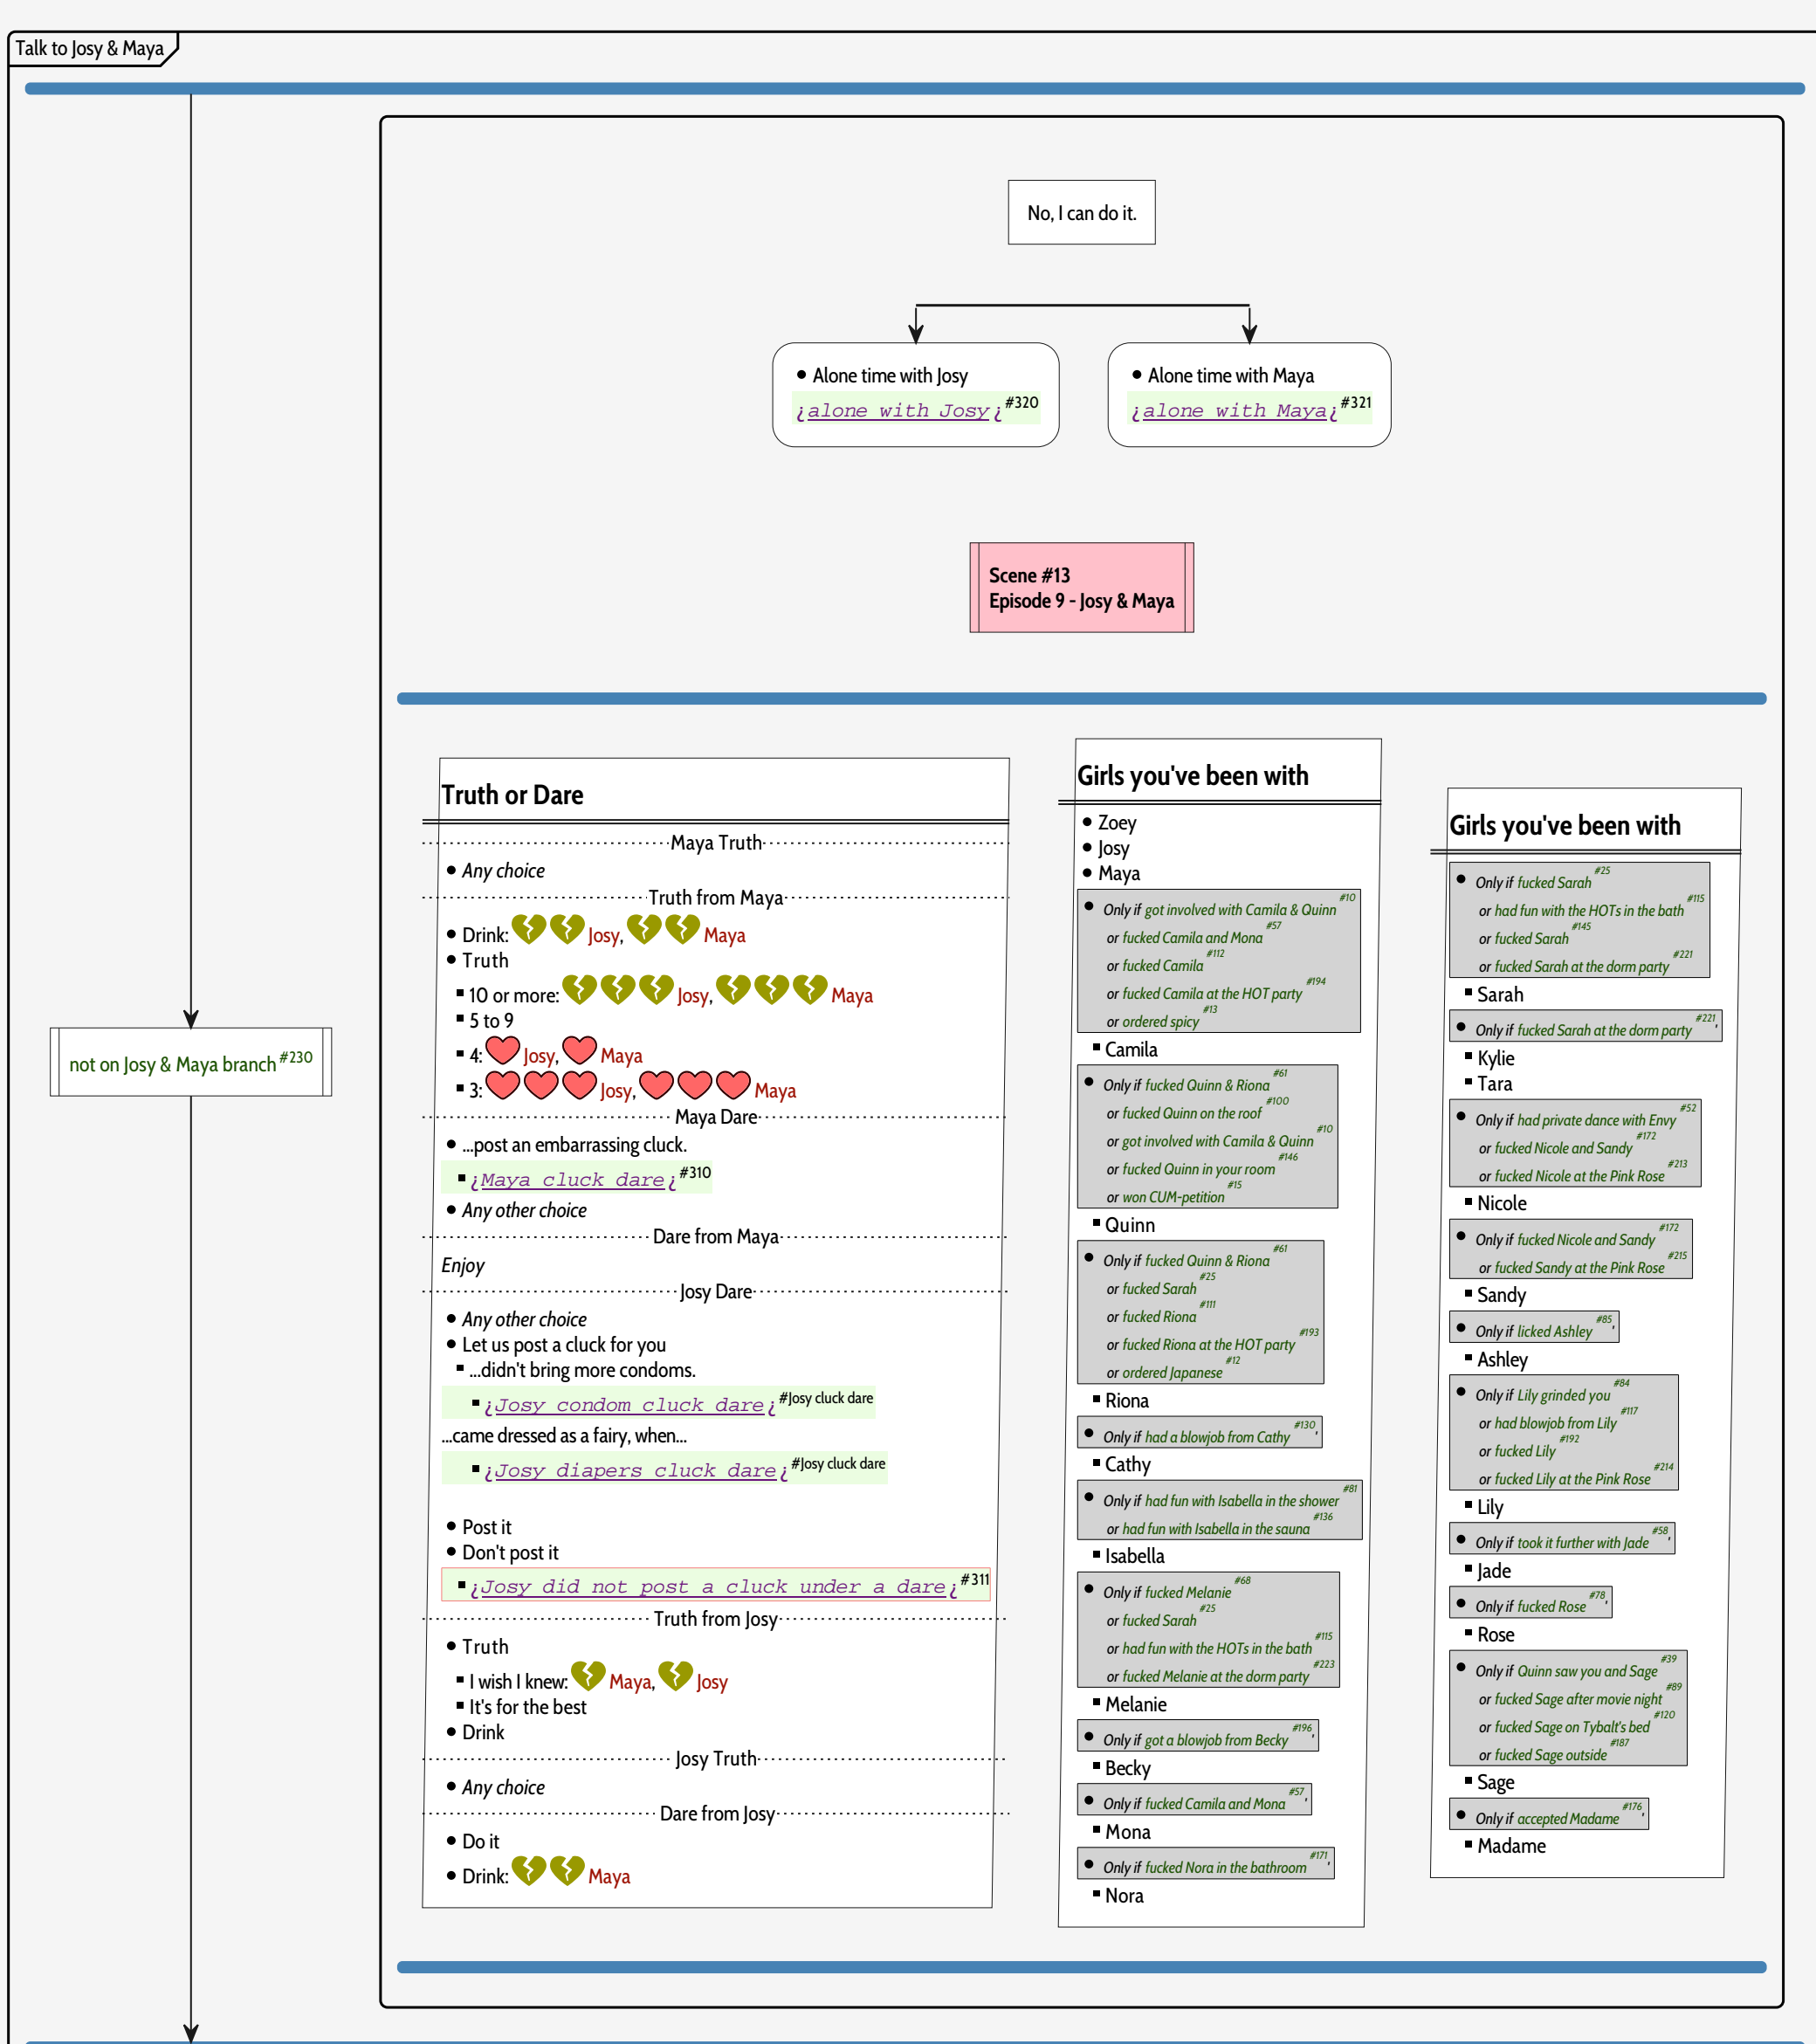 Talk to Josy & Maya
No, I can do it.
Alone time with Josy
¿alone with Josy¿ #320
Alone time with Maya
¿alone with Maya¿ #321
Scene #13
Episode 9 - Josy & Maya
not on Josy & Maya branch #230
Truth or Dare
Maya Truth
Any choice
Truth from Maya
Drink: Josy, Maya
Truth
10 or more: Josy, Maya
5 to 9
4: Josy, Maya
3: Josy, Maya
Maya Dare
...post an embarrassing cluck.
¿Maya cluck dare¿ #310
Any other choice
Dare from Maya
Enjoy
Josy Dare
Any other choice
Let us post a cluck for you
...didn't bring more condoms.
¿Josy condom cluck dare¿ #Josy cluck dare
...came dressed as a fairy, when...
¿Josy diapers cluck dare¿ #Josy cluck dare
Post it
Don't post it
¿Josy did not post a cluck under a dare¿ #311
Truth from Josy
Truth
I wish I knew: Maya, Josy
It's for the best
Drink
Josy Truth
Any choice
Dare from Josy
Do it
Drink: Maya
Girls you've been with
Zoey
Josy
Maya
Only if got involved with Camila & Quinn #10
or fucked Camila and Mona #57
or fucked Camila #112
or fucked Camila at the HOT party #194
or ordered spicy #13
Camila
Only if fucked Quinn & Riona #61
or fucked Quinn on the roof #100
or got involved with Camila & Quinn #10
or fucked Quinn in your room #146
or won CUM-petition #15
Quinn
Only if fucked Quinn & Riona #61
or fucked Sarah #25
or fucked Riona #111
or fucked Riona at the HOT party #193
or ordered Japanese #12
Riona
Only if had a blowjob from Cathy #130,
Cathy
Only if had fun with Isabella in the shower #81
or had fun with Isabella in the sauna #136
Isabella
Only if fucked Melanie #68
or fucked Sarah #25
or had fun with the HOTs in the bath #115
or fucked Melanie at the dorm party #223
Melanie
Only if got a blowjob from Becky #196,
Becky
Only if fucked Camila and Mona #57,
Mona
Only if fucked Nora in the bathroom #171,
Nora
Girls you've been with
Only if fucked Sarah #25
or had fun with the HOTs in the bath #115
or fucked Sarah #145
or fucked Sarah at the dorm party #221
Sarah
Only if fucked Sarah at the dorm party #221,
Kylie
Tara
Only if had private dance with Envy #52
or fucked Nicole and Sandy #172
or fucked Nicole at the Pink Rose #213
Nicole
Only if fucked Nicole and Sandy #172
or fucked Sandy at the Pink Rose #215
Sandy
Only if licked Ashley #85,
Ashley
Only if Lily grinded you #84
or had blowjob from Lily #117
or fucked Lily #192
or fucked Lily at the Pink Rose #214
Lily
Only if took it further with Jade #58,
Jade
Only if fucked Rose #78,
Rose
Only if Quinn saw you and Sage #39
or fucked Sage after movie night #89
or fucked Sage on Tybalt's bed #120
or fucked Sage outside #187
Sage
Only if accepted Madame #176,
Madame